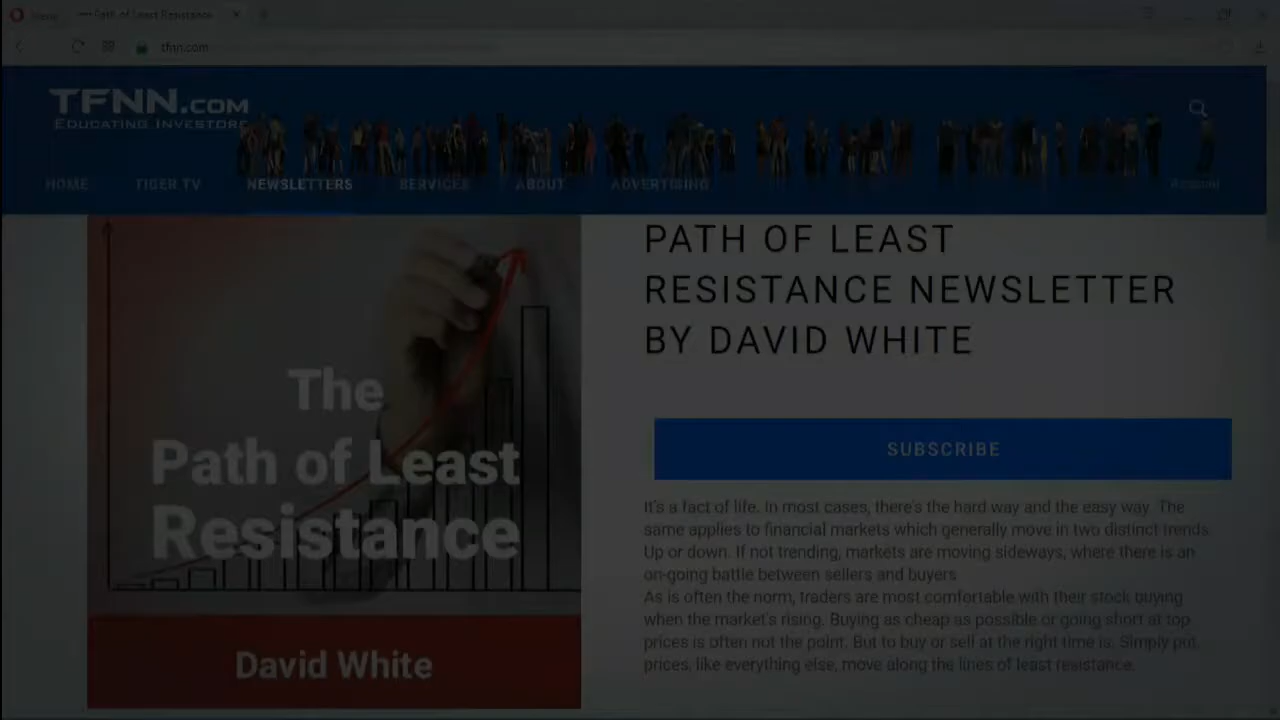 Menu
Path of Least Resistance
tfnn.com
TFNN.COM
EDUCATING INVESTORS
HOME TIGER TV NEWSLETTERS SERVICES ABOUT ADVERTISING Account
PATH OF LEAST
RESISTANCE NEWSLETTER
BY DAVID WHITE
The
Path of Least
Resistance
David White
SUBSCRIBE
It's a fact of life. In most cases, there's the hard way and the easy way. The
same applies to financial markets which generally move in two distinct trends.
Up or down. If not trending, markets are moving sideways, where there is an
on-going battle between sellers and buyers.
As is often the norm, traders are most comfortable with their stock buying
when the market's rising. Buying as cheap as possible or going short at top
prices is often not the point. But to buy or sell at the right time is. Simply put,
prices, like everything else, move along the lines of least resistance.